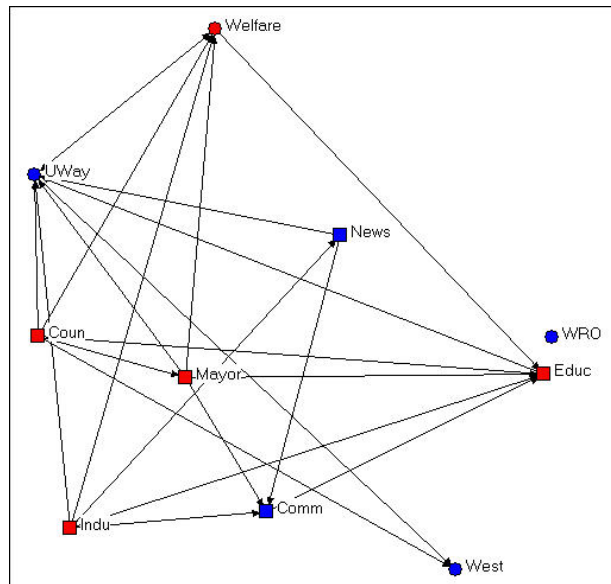 Welfare
UWay
News
Coun
WRO
Mayor
Educ
Comm
Indu
West